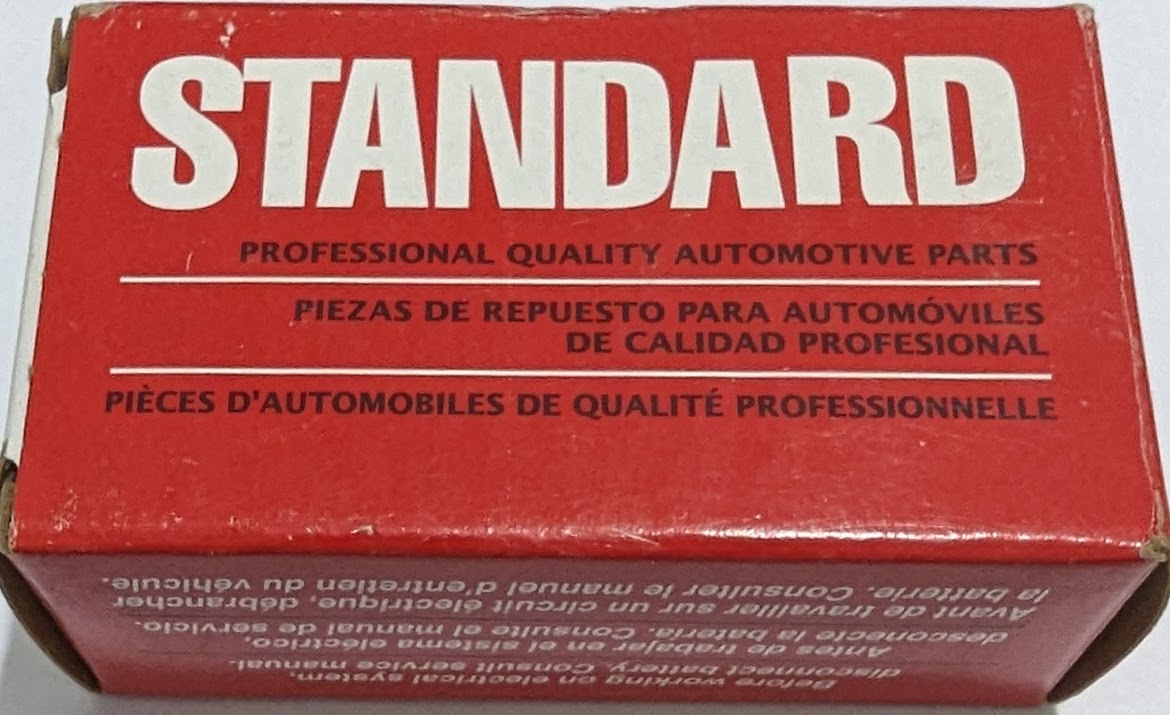 STANDARD
PROFESSIONAL QUALITY AUTOMOTIVE PARTS
PIEZAS DE REPUESTO PARA AUTOMÓVILES
DE CALIDAD PROFESIONAL
PIÈCES D'AUTOMOBILES DE QUALITÉ PROFESSIONNELLE
Before working on electrical system,
disconnect battery. Consult service manual.
Antes de trabajar en el sistema eléctrico,
desconecte la batería. Consulte el manual de servicio.
Avant de travailler sur un circuit électrique, débrancher
la batterie. Consulter le manuel d'entretien du véhicule.